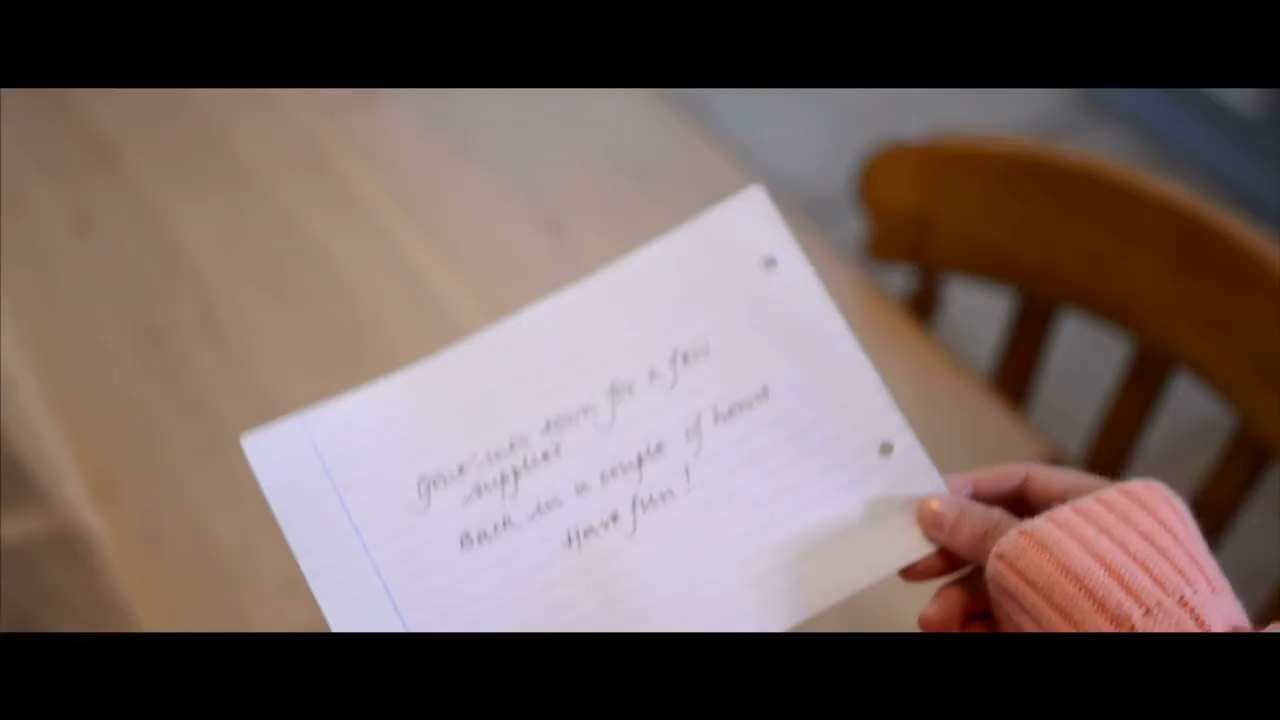 Gone into town for a few
supplies
Back in a couple of hours
Have fun!